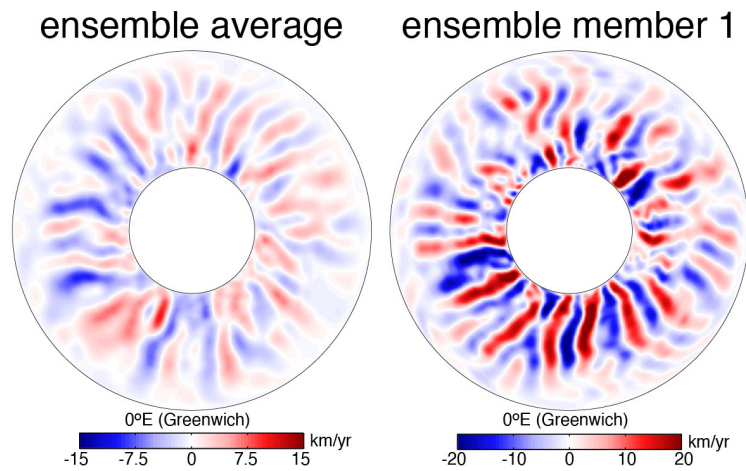 ensemble average
ensemble member 1
0ºE (Greenwich)
km/yr
-15 -7.5 0 7.5 15
0ºE (Greenwich)
km/yr
-20 -10 0 10 20